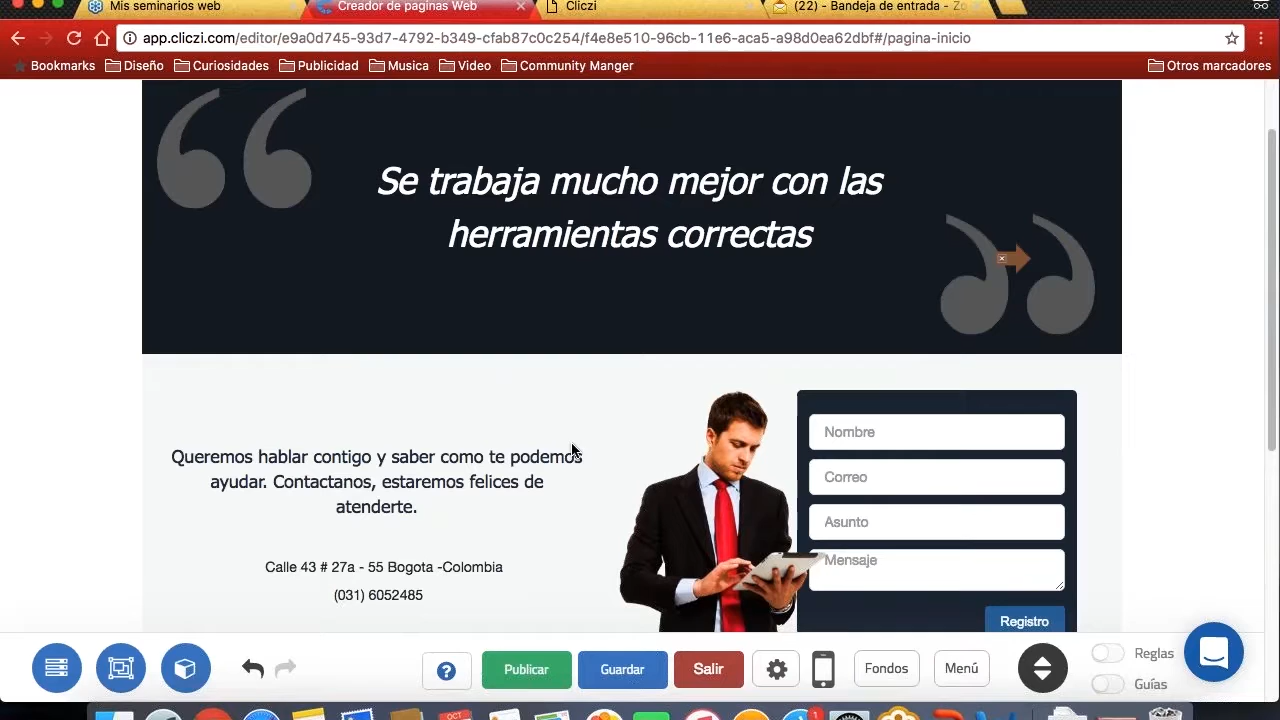 Mis seminarios web
Creador de paginas Web
Cliczi
(22) - Bandeja de entrada - Zo
app.cliczi.com/editor/e9a0d745-93d7-4792-b349-cfab87c0c254/f4e8e510-96cb-11e6-aca5-a98d0ea62dbf#/pagina-inicio
Bookmarks
Diseño
Curiosidades
Publicidad
Musica
Video
Community Manger
Otros marcadores
Se trabaja mucho mejor con las
herramientas correctas
Queremos hablar contigo y saber como te podemos
ayudar. Contactanos, estaremos felices de
atenderte.
Calle 43 # 27a - 55 Bogota -Colombia
(031) 6052485
Nombre
Correo
Asunto
Mensaje
Registro
?
Publicar
Guardar
Salir
Fondos
Menú
Reglas
Guías
OCT
1